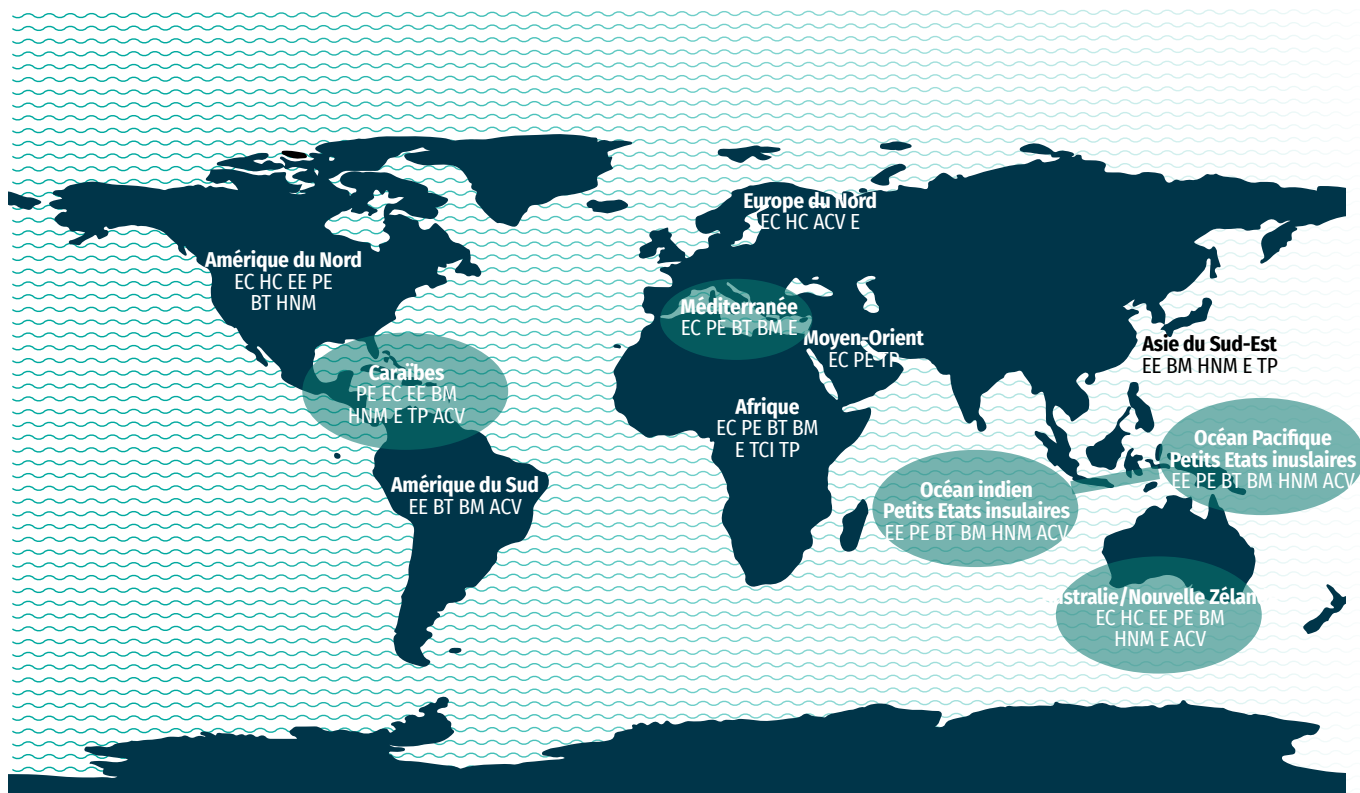 Europe du Nord
EC HC ACV E
Amérique du Nord
EC HC EE PE
BT HNM
Méditerranée
EC PE BT BM E
Moyen-Orient
EC PE TP
Asie du Sud-Est
EE BM HNM E TP
Caraïbes
PE EC EE BM
HNM E TP ACV
Afrique
EC PE BT BM
E TCI TP
Océan Pacifique
Petits Etats inuslaires
EE PE BT BM HNM ACV
Amérique du Sud
EE BT BM ACV
Océan indien
Petits Etats insulaires
EE PE BT BM HNM ACV
stralie/Nouvelle Zélan
EC HC EE PE BM
HNM E ACV